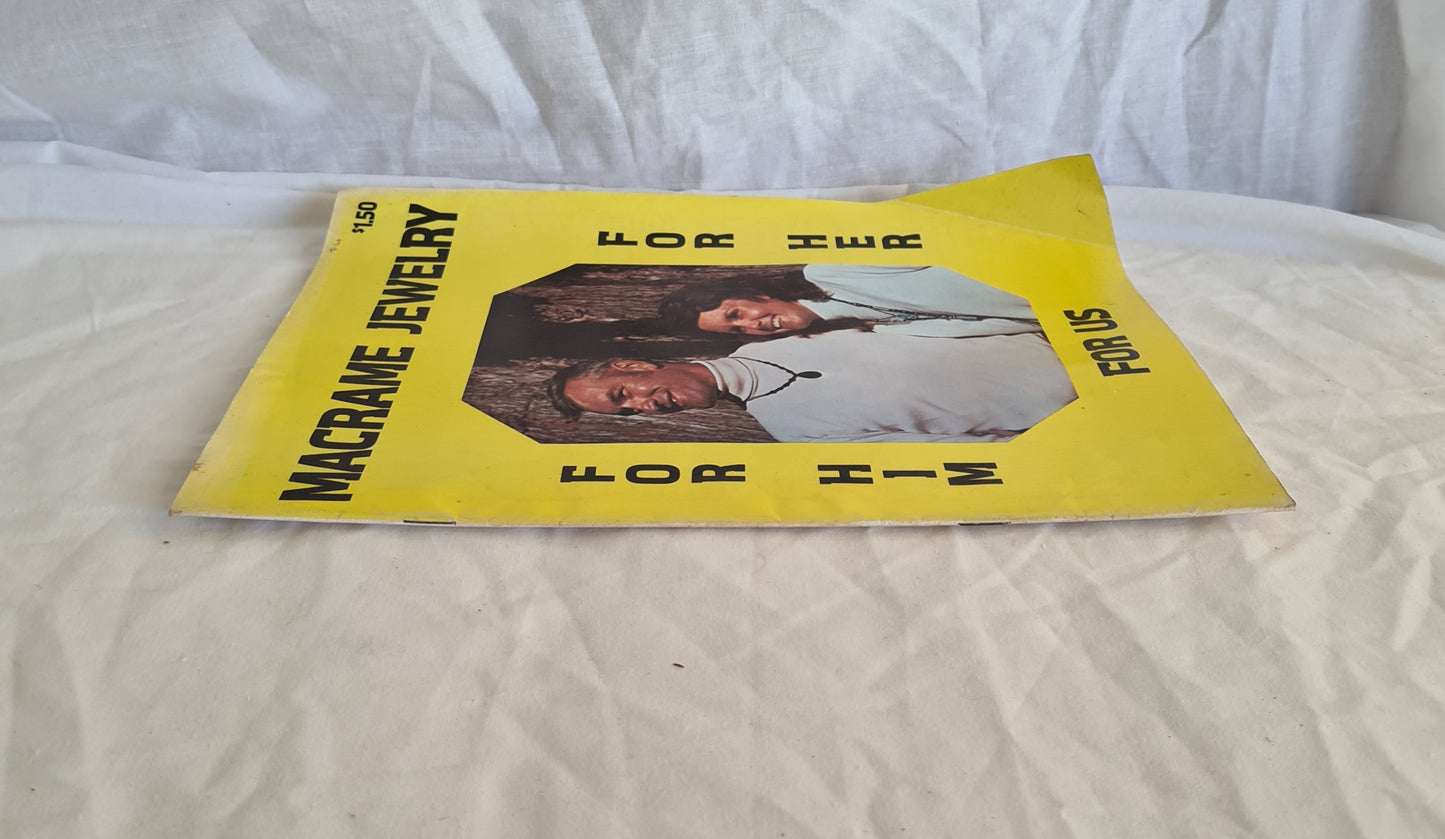 $1.50
MACRAME JEWELRY
FOR HIM
FOR HER
FOR US